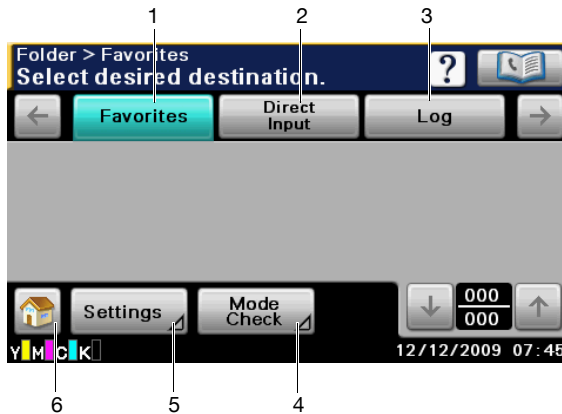 1 2 3
Folder > Favorites
Select desired destination.
?
Favorites
Direct
Input
Log
Settings
Mode
Check
000
000
Y M C K
12/12/2009 07:45
6 5 4